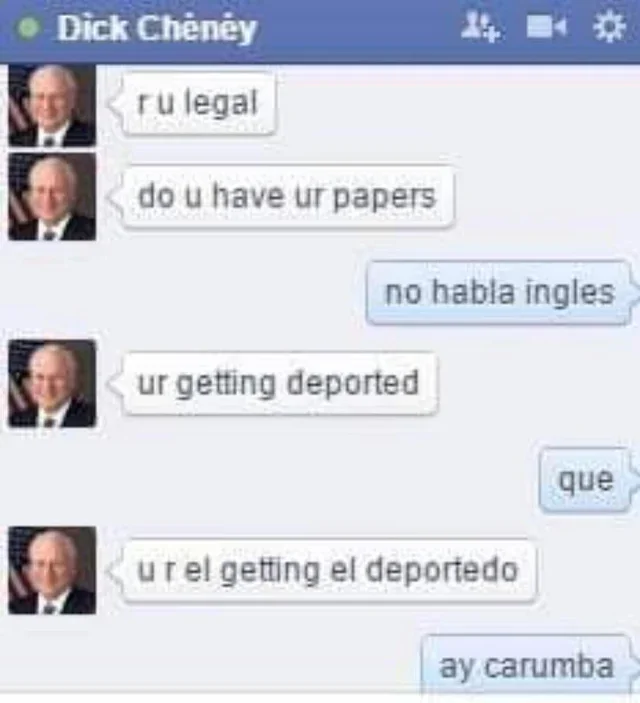 Dick Chėnėy
r u legal
do u have ur papers
no habla ingles
ur getting deported
que
u r el getting el deportedo
ay carumba